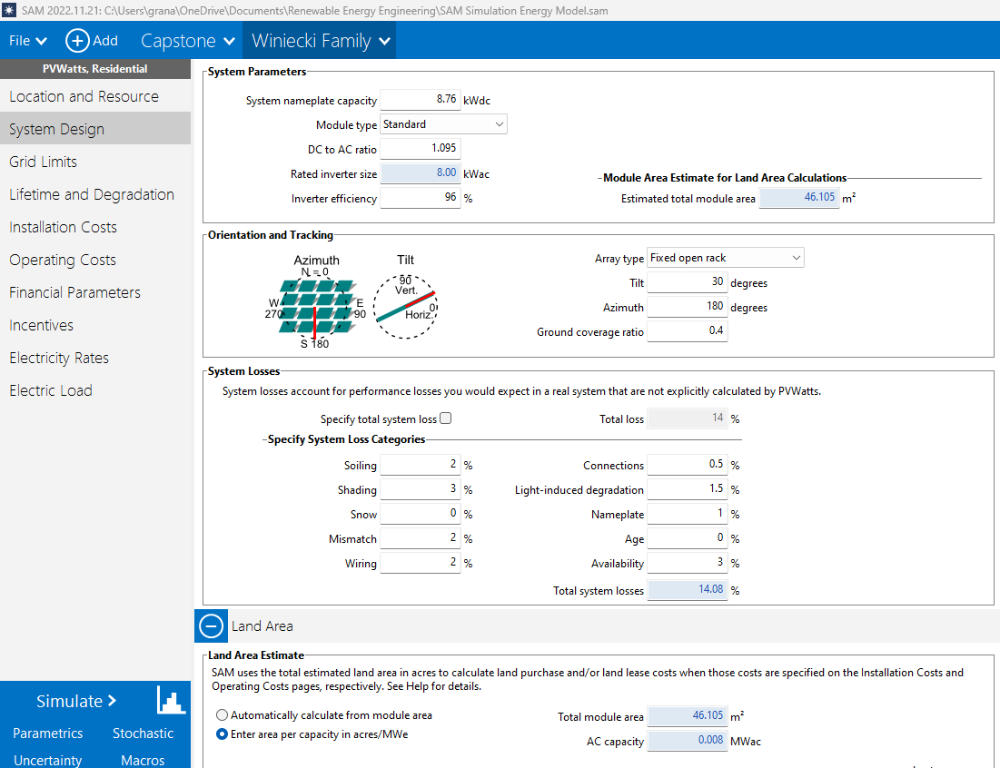 SAM 2022.11.21: C:\Users\grana\OneDrive\Documents\Renewable Energy Engineering\SAM Simulation Energy Model.sam
File Add Capstone Winiecki Family
PVWatts, Residential
Location and Resource
System Design
Grid Limits
Lifetime and Degradation
Installation Costs
Operating Costs
Financial Parameters
Incentives
Electricity Rates
Electric Load
Simulate >
Parametrics Stochastic
Uncertainty Macros
System Parameters
System nameplate capacity 8.76 kWdc
Module type Standard
DC to AC ratio 1.095
Rated inverter size 8.00 kWac
Inverter efficiency 96 %
Module Area Estimate for Land Area Calculations
Estimated total module area 46.105 m²
Orientation and Tracking
Azimuth
N = 0
W
270
E
90
S 180
Tilt
90
Vert.
0
Horiz.
Array type Fixed open rack
Tilt 30 degrees
Azimuth 180 degrees
Ground coverage ratio 0.4
System Losses
System losses account for performance losses you would expect in a real system that are not explicitly calculated by PVWatts.
Specify total system loss Total loss 14 %
Specify System Loss Categories
Soiling 2 % Connections 0.5 %
Shading 3 % Light-induced degradation 1.5 %
Snow 0 % Nameplate 1 %
Mismatch 2 % Age 0 %
Wiring 2 % Availability 3 %
Total system losses 14.08 %
Land Area
Land Area Estimate
SAM uses the total estimated land area in acres to calculate land purchase and/or land lease costs when those costs are specified on the Installation Costs and
Operating Costs pages, respectively. See Help for details.
Automatically calculate from module area Total module area 46.105 m²
Enter area per capacity in acres/MWe AC capacity 0.008 MWac